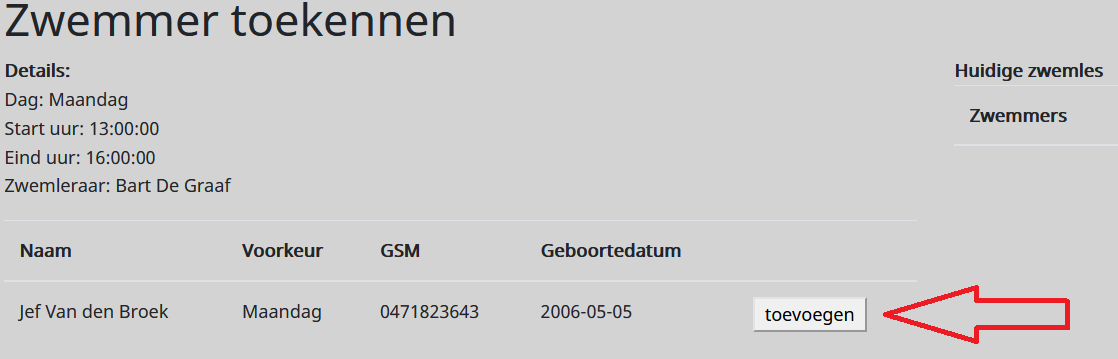 Zwemmer toekennen
Details:
Dag: Maandag
Start uur: 13:00:00
Eind uur: 16:00:00
Zwemleraar: Bart De Graaf
Huidige zwemles
Zwemmers
Naam Voorkeur GSM Geboortedatum
Jef Van den Broek Maandag 0471823643 2006-05-05 toevoegen